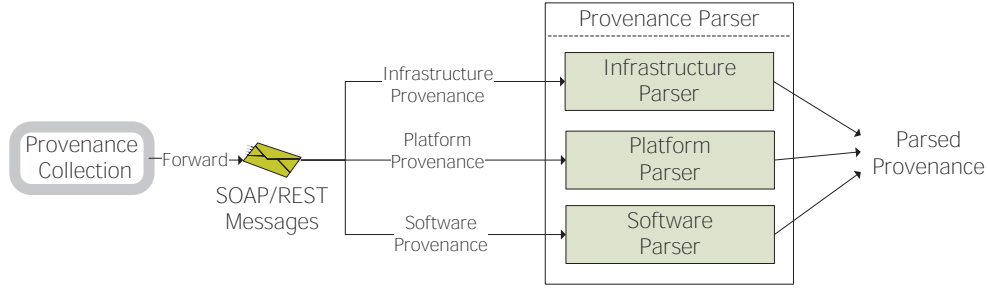 Provenance Parser
Infrastructure
Provenance
Infrastructure
Parser
Provenance
Collection
Forward
SOAP/REST
Messages
Platform
Provenance
Platform
Parser
Parsed
Provenance
Software
Provenance
Software
Parser